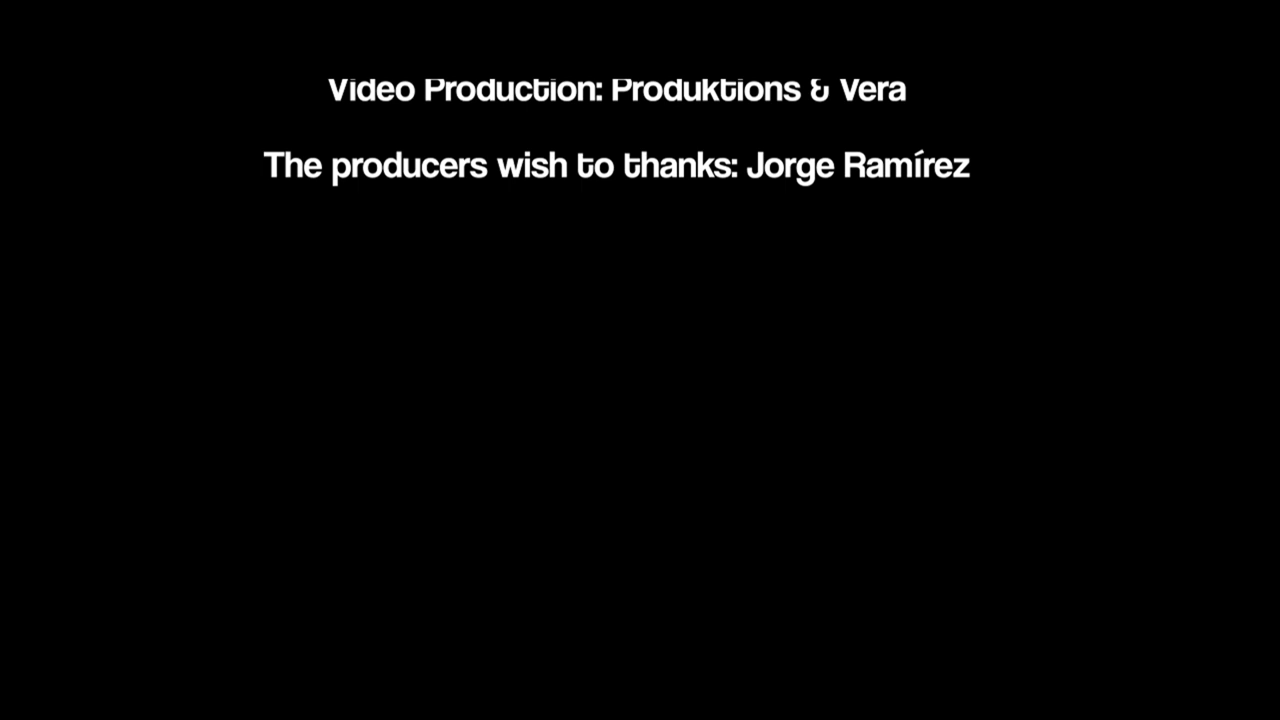 Video Production: Produktions & Vera
The producers wish to thanks: Jorge Ramírez